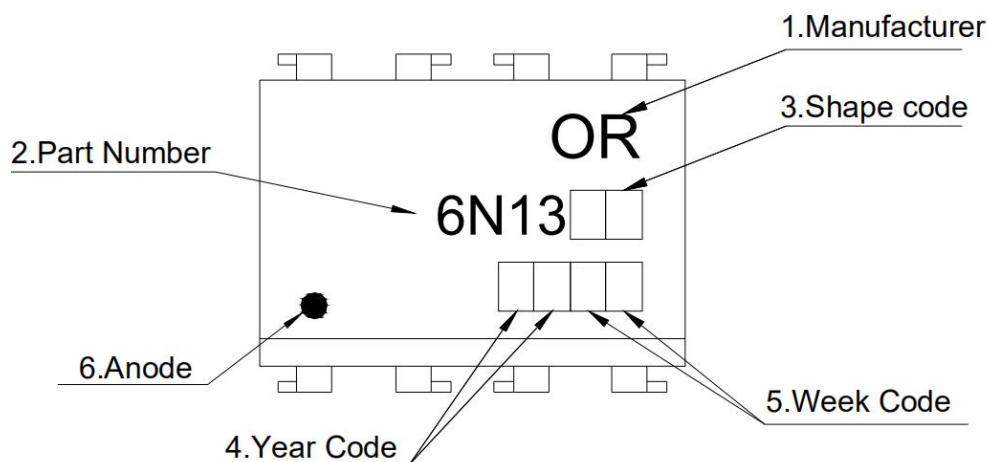 1.Manufacturer
OR
3.Shape code
2.Part Number
6N13
6.Anode
5.Week Code
4.Year Code